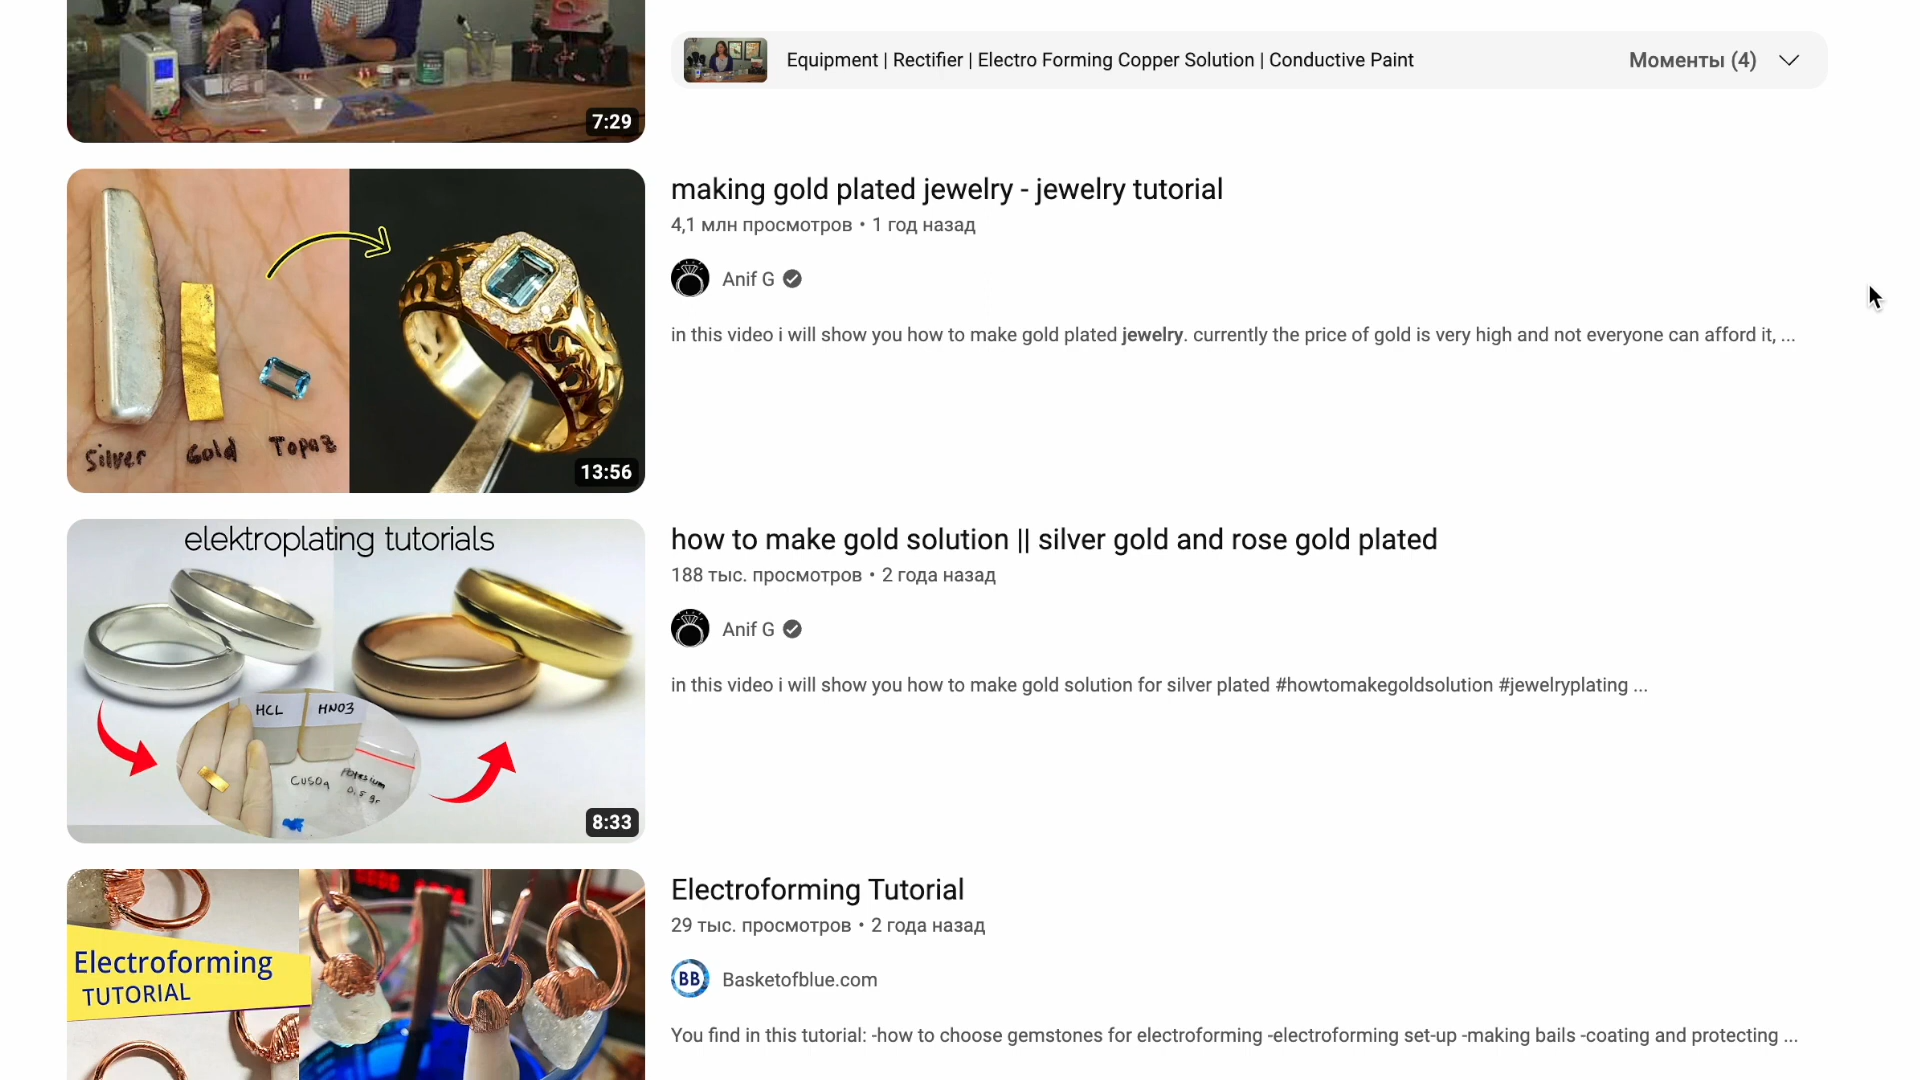 Equipment | Rectifier | Electro Forming Copper Solution | Conductive Paint
Моменты (4)
7:29
making gold plated jewelry - jewelry tutorial
4,1 млн просмотров • 1 год назад
Anif G
in this video i will show you how to make gold plated jewelry. currently the price of gold is very high and not everyone can afford it, ...
Silver Gold Topaz
13:56
elektroplating tutorials
HCL HNO3
CuSO4 Potasium
0.5 gr
8:33
how to make gold solution || silver gold and rose gold plated
188 тыс. просмотров • 2 года назад
Anif G
in this video i will show you how to make gold solution for silver plated #howtomakegoldsolution #jewelryplating ...
Electroforming
TUTORIAL
Electroforming Tutorial
29 тыс. просмотров • 2 года назад
BB Basketofblue.com
You find in this tutorial: -how to choose gemstones for electroforming -electroforming set-up -making bails -coating and protecting ...